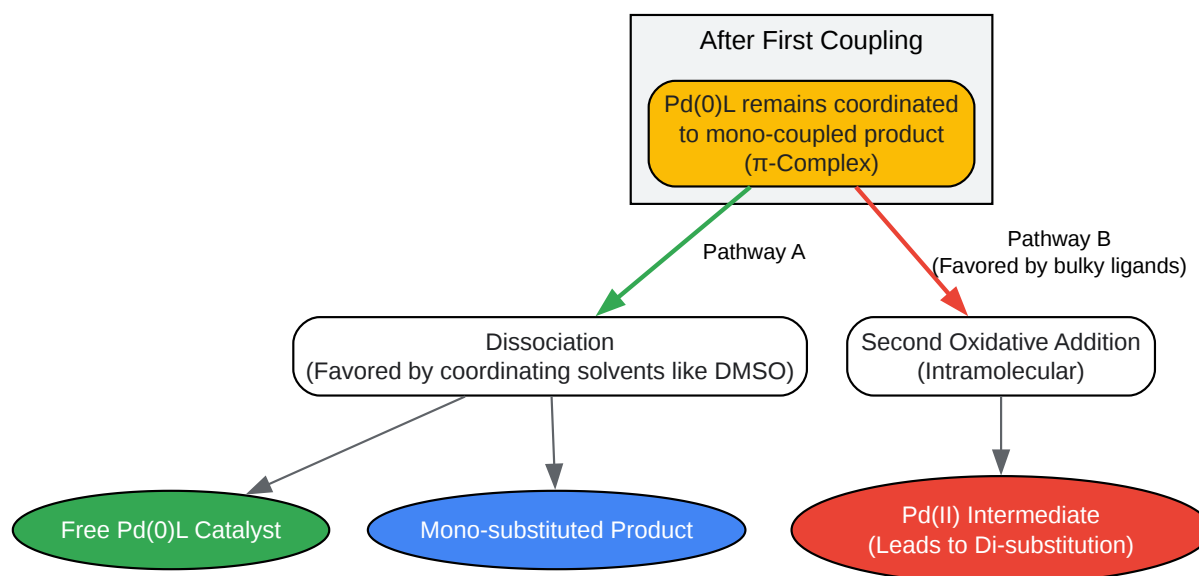 After First Coupling
Pd(0)L remains coordinated
to mono-coupled product
(π-Complex)
Pathway A
Pathway B
(Favored by bulky ligands)
Dissociation
(Favored by coordinating solvents like DMSO)
Second Oxidative Addition
(Intramolecular)
Free Pd(0)L Catalyst
Mono-substituted Product
Pd(II) Intermediate
(Leads to Di-substitution)